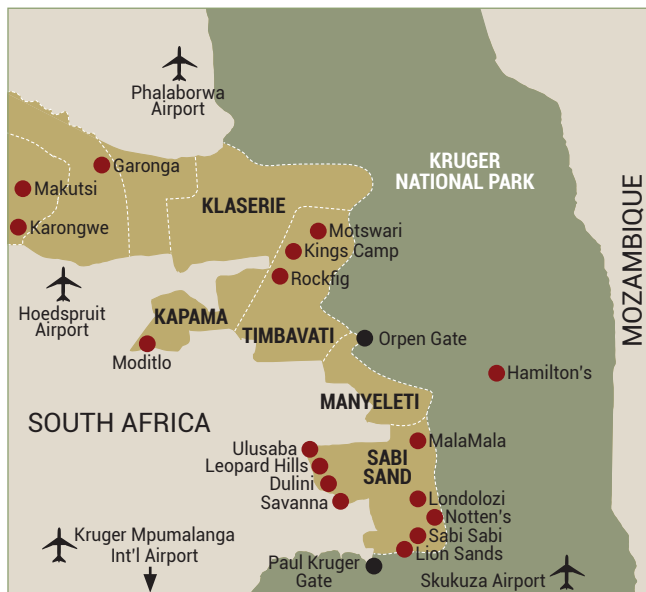 Phalaborwa
Airport
KRUGER
NATIONAL PARK
Garonga
Makutsi
KLASERIE
Karongwe
Motswari
Kings Camp
Rockfig
MOZAMBIQUE
Hoedspruit
Airport
KAPAMA
TIMBAVATI
Orpen Gate
Moditlo
Hamilton's
MANYELETI
SOUTH AFRICA
MalaMala
Ulusaba
Leopard Hills
Dulini
Savanna
SABI
SAND
Londolozi
Notten's
Sabi Sabi
Lion Sands
Kruger Mpumalanga
Int'l Airport
Paul Kruger
Gate
Skukuza Airport